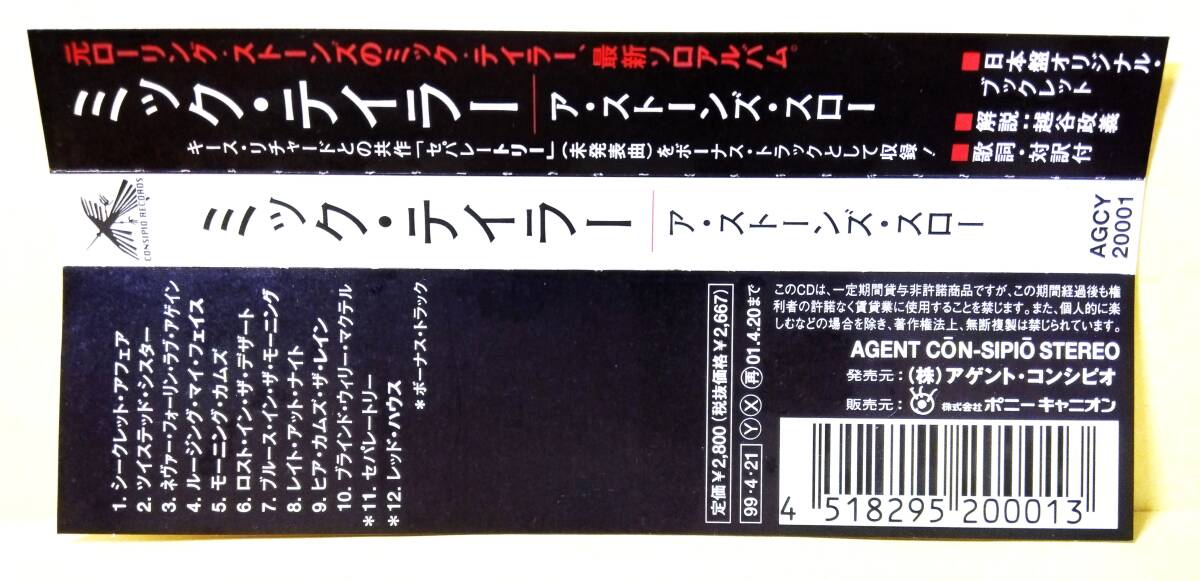 元ローリング・ストーンズのミック・テイラー、最新ソロアルバム。
ミック・テイラー
ア・ストーンズ・スロー
キース・リチャードとの共作「セパレートリー」(未発表曲)をボーナス・トラックとして収録!
■日本盤オリジナル・
ブックレット
■解説:越谷政義
■歌詞・対訳付
CONSIPIO RECORDS
ミック・テイラー
ア・ストーンズ・スロー
AGCY
20001
1. シークレット・アフェア
2. ツイステッド・シスター
3. ネヴァー・フォーリン・ラブ・アゲイン
4. ルージング・マイ・フェイス
5. モーニング・カムズ
6. ロスト・イン・ザ・デザート
7. ブルース・イン・ザ・モーニング
8. レイト・アット・ナイト
9. ヒア・カムズ・ザ・レイン
10. ブラインド・ウィリー・マクテル
*11. セパレートリー
*12. レッド・ハウス
*ボーナス・トラック
定価¥2,800(税抜価格¥2,667)
99・4・21 Y X 再01.4.20まで
このCDは、一定期間貸与非許諾商品ですが、この期間経過後も権
利者の許諾なく賃貸業に使用することを禁じます。また、個人的に楽
しむなどの場合を除き、著作権法上、無断複製は禁じられています。
AGENT CŌN-SIPIŌ STEREO
発売元:(株)アゲント・コンシピオ
販売元:株式会社 ポニーキャニオン
4 518295 200013